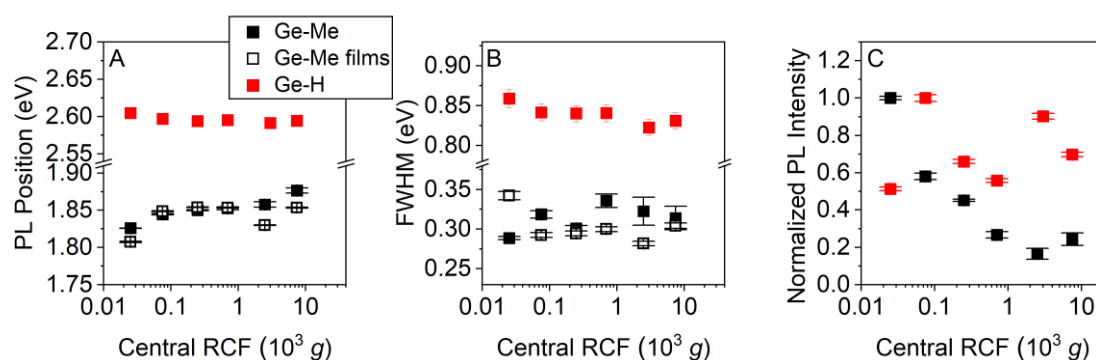 A
PL Position (eV)
2.70
2.65
2.60
2.55
1.90
1.85
1.80
1.75
0.01 0.1 1 10
Central RCF (10³ g)
Ge-Me
Ge-Me films
Ge-H
B
FWHM (eV)
0.90
0.85
0.80
0.35
0.30
0.25
0.01 0.1 1 10
Central RCF (10³ g)
C
Normalized PL Intensity
1.0
0.8
0.6
0.4
0.2
0.0
0.01 0.1 1 10
Central RCF (10³ g)